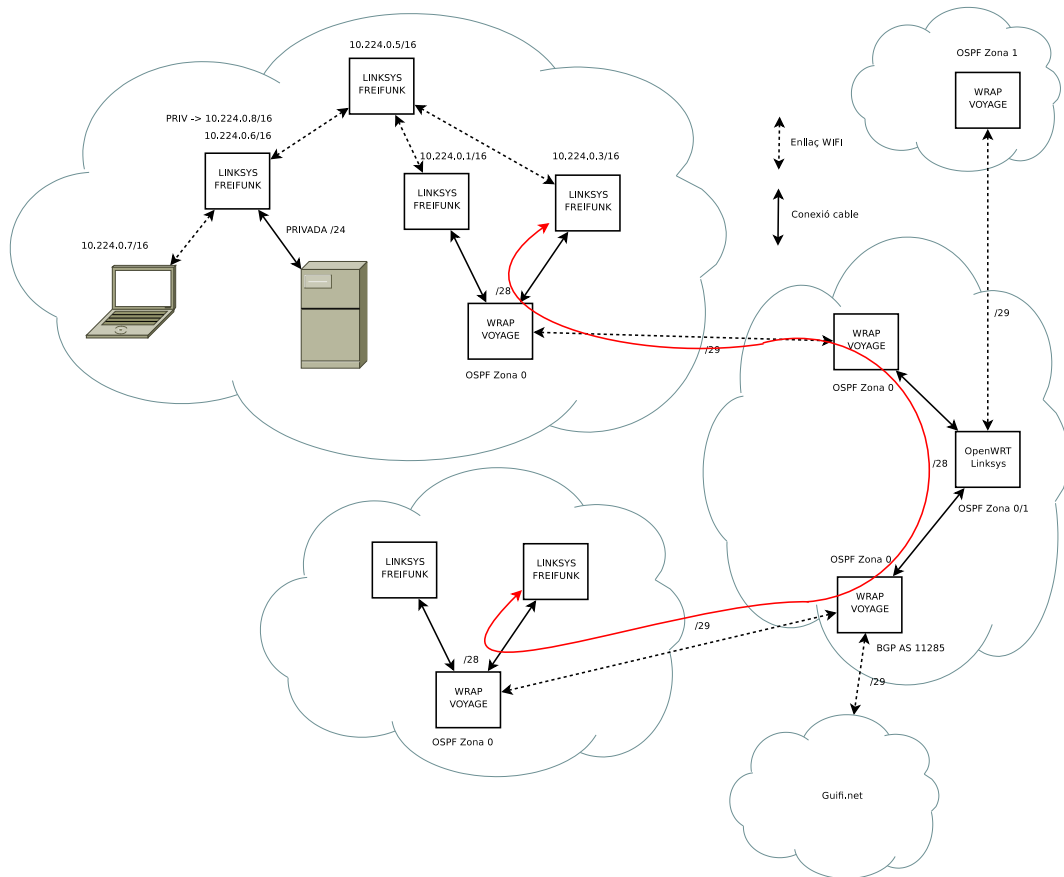 10.224.0.5/16
LINKSYS
FREIFUNK
PRIV -> 10.224.0.8/16
10.224.0.6/16
LINKSYS
FREIFUNK
10.224.0.1/16
LINKSYS
FREIFUNK
10.224.0.3/16
LINKSYS
FREIFUNK
10.224.0.7/16
PRIVADA /24
/28
WRAP
VOYAGE
OSPF Zona 0
/29
OSPF Zona 1
WRAP
VOYAGE
Enllaç WIFI
Conexió cable
/29
WRAP
VOYAGE
OSPF Zona 0
OpenWRT
Linksys
/28
OSPF Zona 0/1
OSPF Zona 0
WRAP
VOYAGE
BGP AS 11285
/29
LINKSYS
FREIFUNK
LINKSYS
FREIFUNK
/28
WRAP
VOYAGE
OSPF Zona 0
/29
Guifi.net